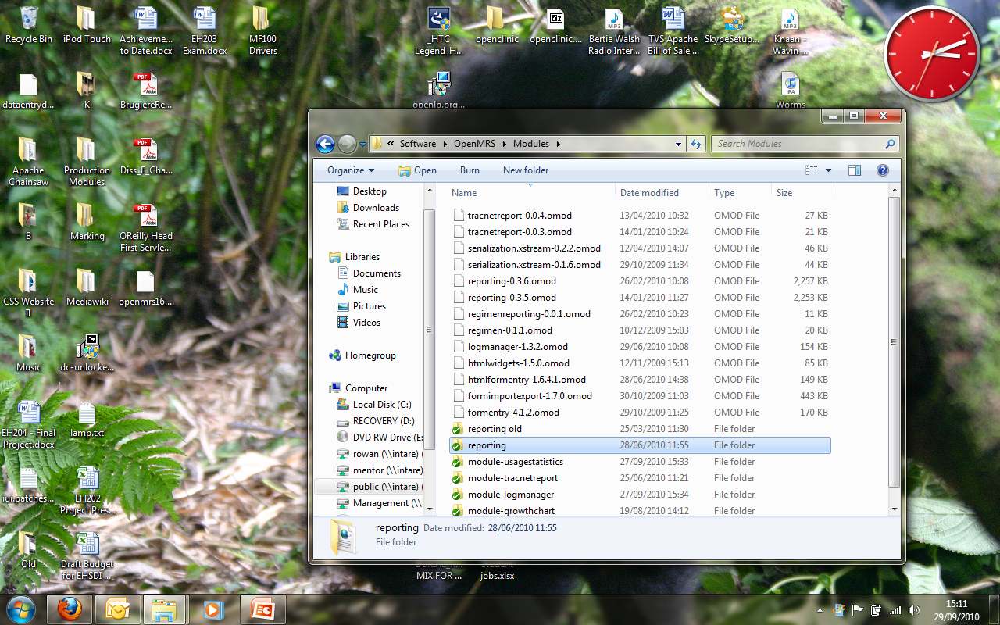 Recycle Bin
iPod Touch
Achieveme...
to Date.docx
EH203
Exam.docx
MF100
Drivers
_HTC
Legend_H...
openclinic
openclinic....
Bertie Walsh
Radio Inter...
TVS Apache
Bill of Sale ...
SkypeSetup...
Knaan -
Wavin ...
dataentryd...
K
BrugiereRe...
openlp.org...
Worms
Apache
Chainsaw
Production
Modules
Diss_E_Cha...
B
Marking
OReilly Head
First Servle...
CSS Website
II
Mediawiki
openmrs16....
Music
dc-unlocke...
EH204 - Final
Project.docx
lamp.txt
iui.patches...
EH202
Project Pres...
Old
Draft Budget
for EHSDI ...
MIX FOR ...
jobs.xlsx
« Software OpenMRS Modules
Search Modules
Organize Open Burn New folder
Desktop
Downloads
Recent Places
Libraries
Documents
Music
Pictures
Videos
Homegroup
Computer
Local Disk (C:)
RECOVERY (D:)
DVD RW Drive (E:
rowan (\\intare) (
mentor (\\intare)
public (\\intare) (
Management (\\
Name Date modified Type Size
tracnetreport-0.0.4.omod 13/04/2010 10:32 OMOD File 27 KB
tracnetreport-0.0.3.omod 14/01/2010 10:24 OMOD File 21 KB
serialization.xstream-0.2.2.omod 12/04/2010 14:07 OMOD File 46 KB
serialization.xstream-0.1.6.omod 29/10/2009 11:34 OMOD File 44 KB
reporting-0.3.6.omod 26/02/2010 10:08 OMOD File 2,257 KB
reporting-0.3.5.omod 14/01/2010 11:27 OMOD File 2,253 KB
regimenreporting-0.0.1.omod 26/02/2010 10:23 OMOD File 11 KB
regimen-0.1.1.omod 10/12/2009 15:03 OMOD File 20 KB
logmanager-1.3.2.omod 29/06/2010 10:08 OMOD File 154 KB
htmlwidgets-1.5.0.omod 12/11/2009 15:13 OMOD File 85 KB
htmlformentry-1.6.4.1.omod 28/06/2010 14:38 OMOD File 149 KB
formimportexport-1.7.0.omod 30/10/2009 11:03 OMOD File 443 KB
formentry-4.1.2.omod 29/10/2009 11:25 OMOD File 170 KB
reporting old 25/03/2010 11:30 File folder
reporting 28/06/2010 11:55 File folder
module-usagestatistics 27/09/2010 15:33 File folder
module-tracnetreport 25/06/2010 11:21 File folder
module-logmanager 27/09/2010 15:34 File folder
module-growthchart 19/08/2010 14:12 File folder
reporting Date modified: 28/06/2010 11:55
File folder
15:11
29/09/2010